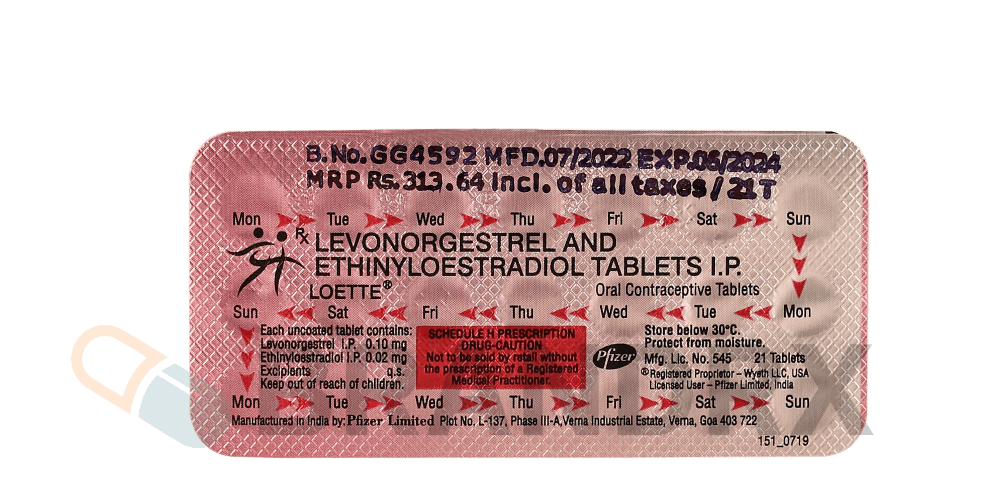 B.No.GG4592 MFD.07/2022 EXP.06/2024
MRP Rs.313.64 incl. of all taxes / 21 T
Mon Tue Wed Thu Fri Sat Sun
Rx LEVONORGESTREL AND
ETHINYLOESTRADIOL TABLETS I.P.
LOETTE® Oral Contraceptive Tablets
Sun Sat Fri Thu Wed Tue Mon
Each uncoated tablet contains:
Levonorgestrel I.P. 0.10 mg
Ethinyloestradiol I.P. 0.02 mg
Excipients q.s.
Keep out of reach of children.
SCHEDULE H PRESCRIPTION
DRUG-CAUTION
Not to be sold by retail without
the prescription of a Registered
Medical Practitioner.
Pfizer
Store below 30°C.
Protect from moisture.
Mfg. Lic. No. 545 21 Tablets
®Registered Proprietor – Wyeth LLC, USA
Licensed User – Pfizer Limited, India
Mon Tue Wed Thu Fri Sat Sun
Manufactured in India by: Pfizer Limited Plot No. L-137, Phase III-A, Verna Industrial Estate, Verna, Goa 403 722
151_0719